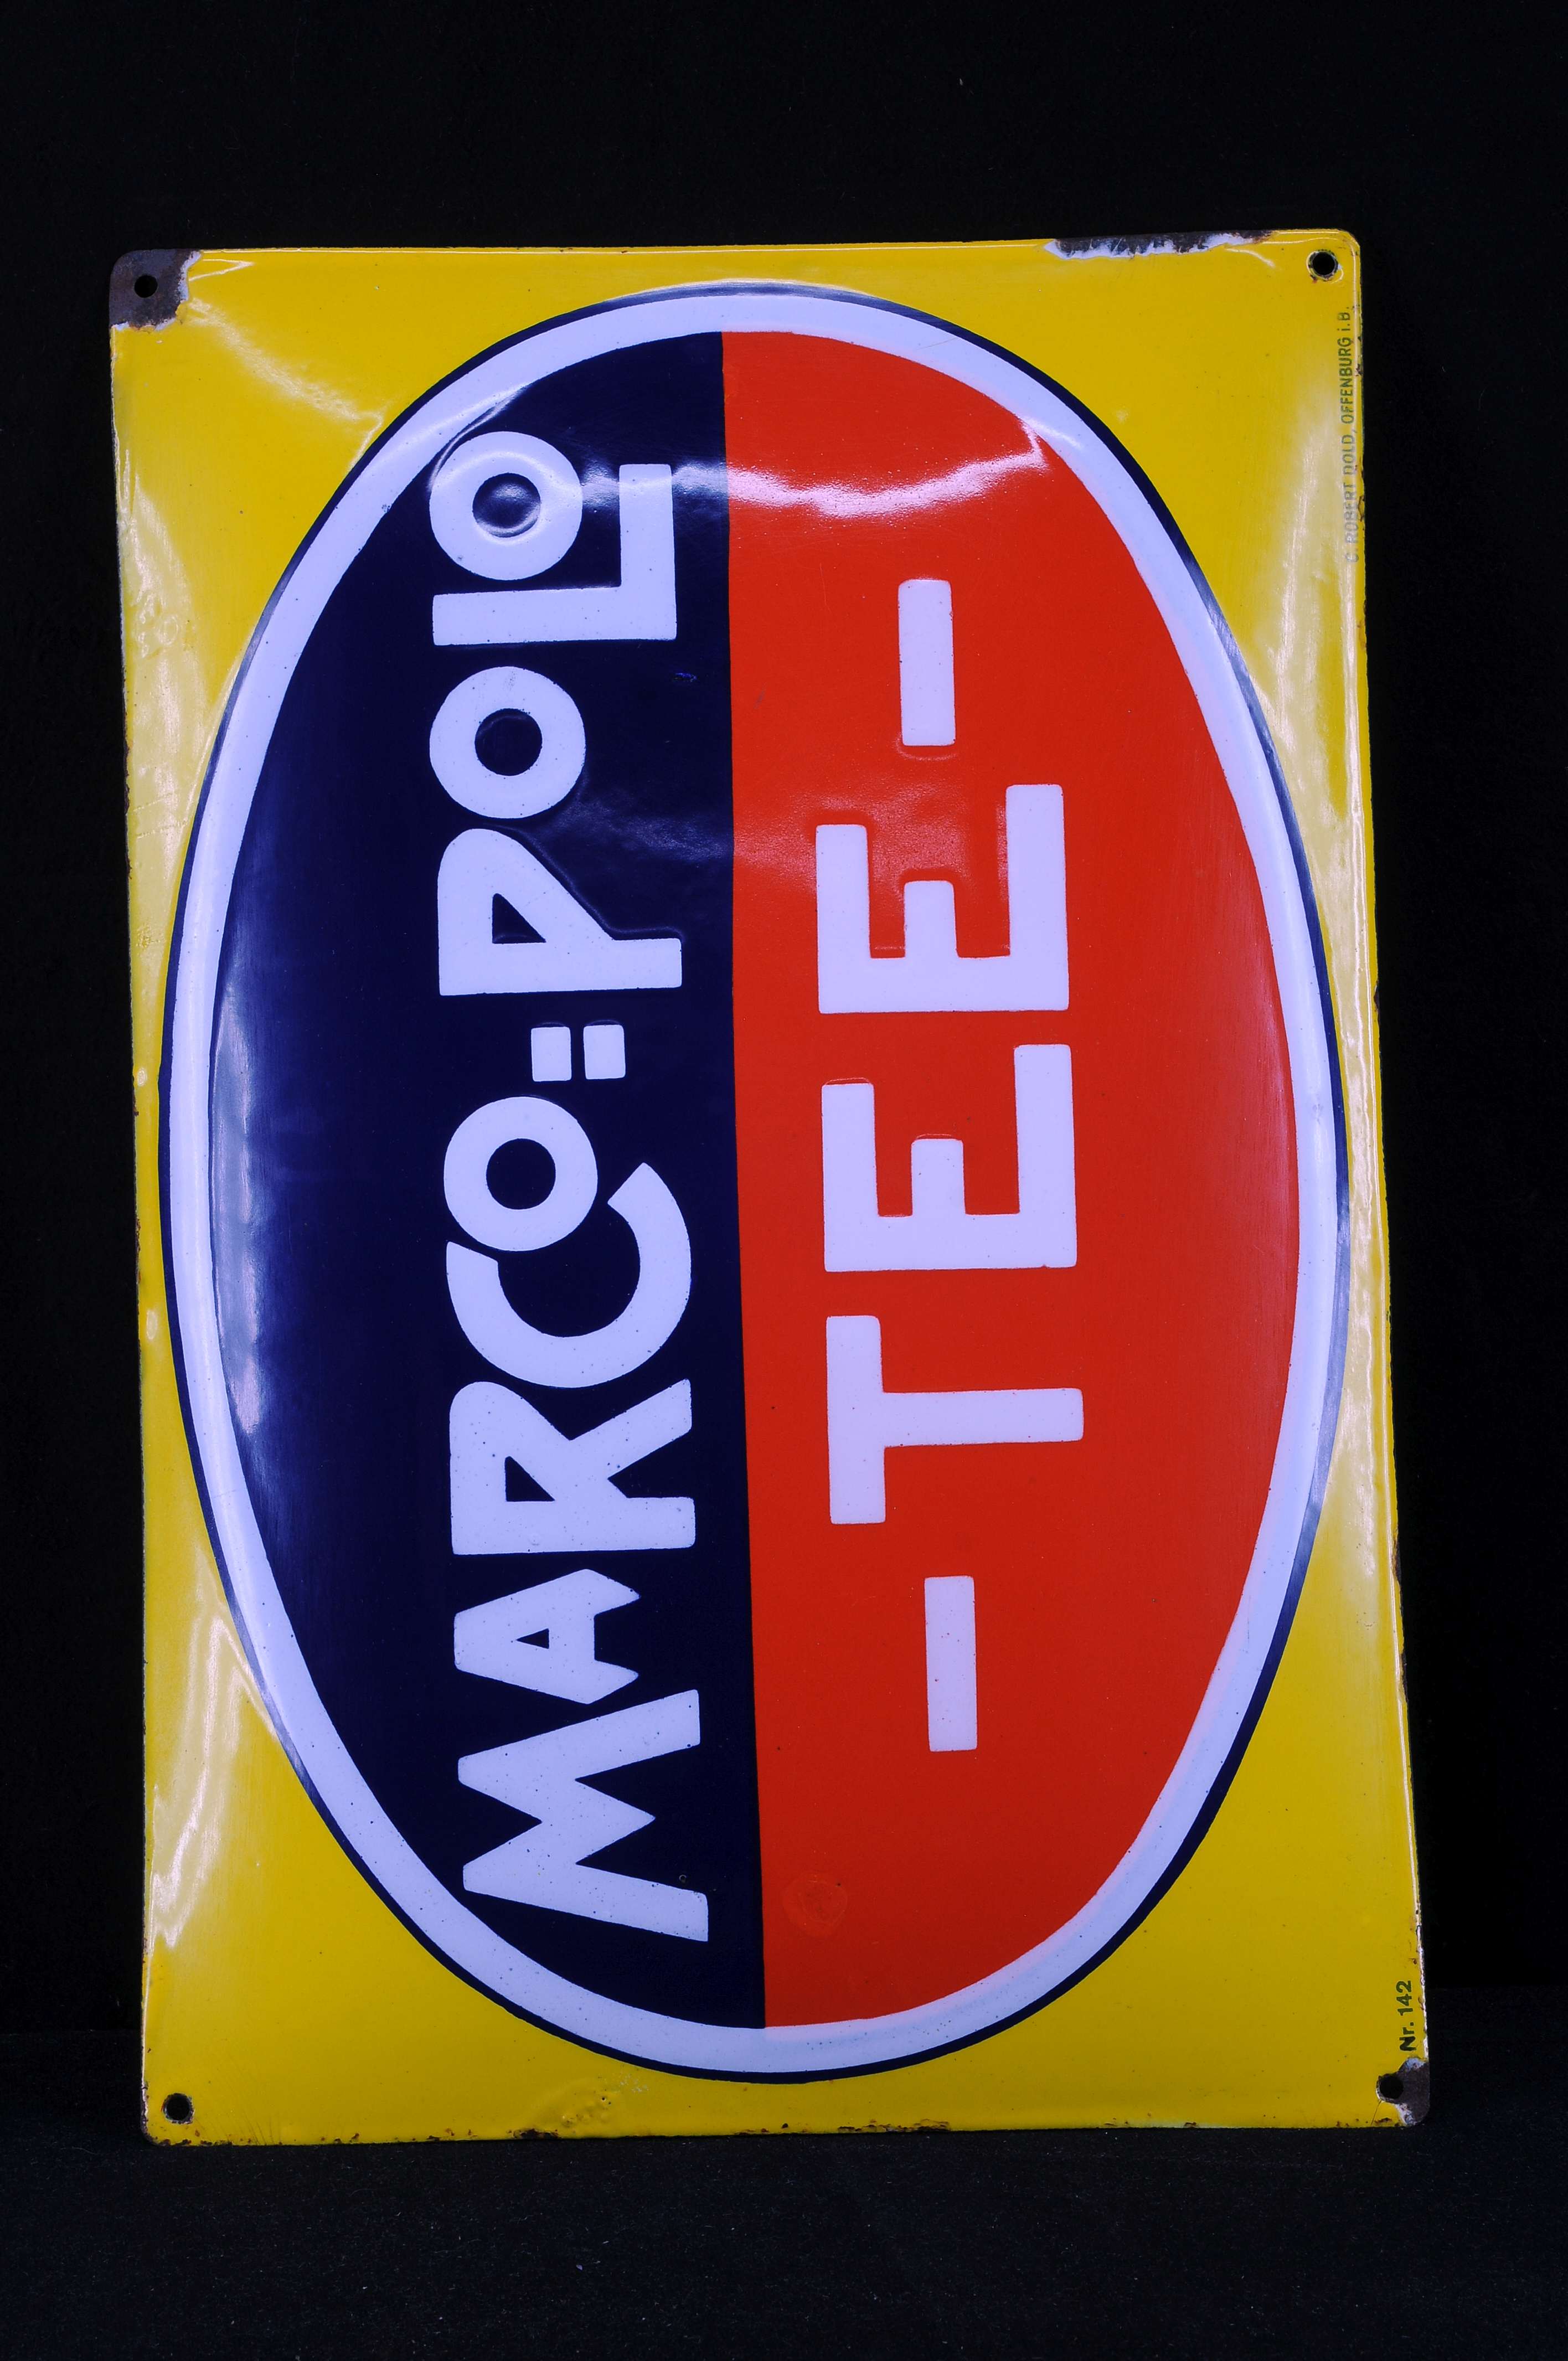 MARCO=POLO
- TEE -
Nr. 142
© ROBERT DOLD, OFFENBURG i.B.